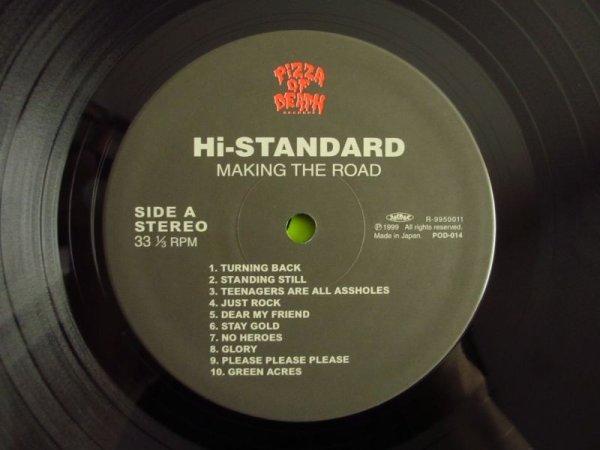 PIZZA
OF
DEATH
RECORDS
Hi-STANDARD
MAKING THE ROAD
SIDE A
STEREO
33 ⅓ RPM
R-9950011
Ⓟ 1999 All rights reserved.
Made in Japan. POD-014
1. TURNING BACK
2. STANDING STILL
3. TEENAGERS ARE ALL ASSHOLES
4. JUST ROCK
5. DEAR MY FRIEND
6. STAY GOLD
7. NO HEROES
8. GLORY
9. PLEASE PLEASE PLEASE
10. GREEN ACRES